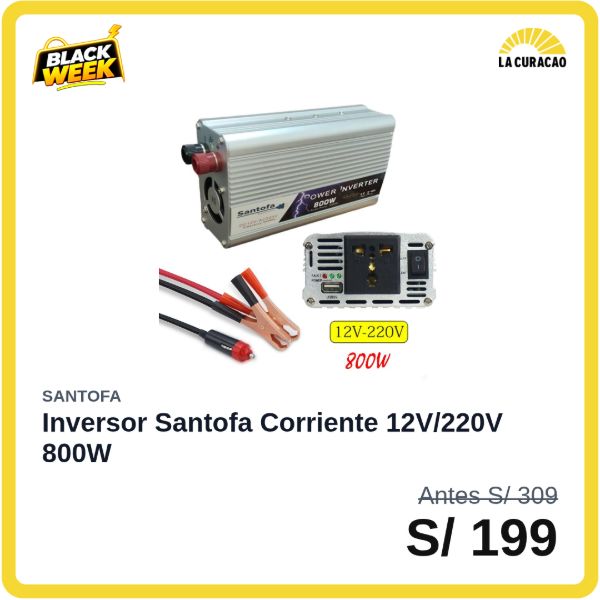 BLACK
WEEK
LA CURACAO
POWER INVERTER
800W
Santofa
12V-220V
800W
SANTOFA
Inversor Santofa Corriente 12V/220V
800W
Antes S/ 309
S/ 199